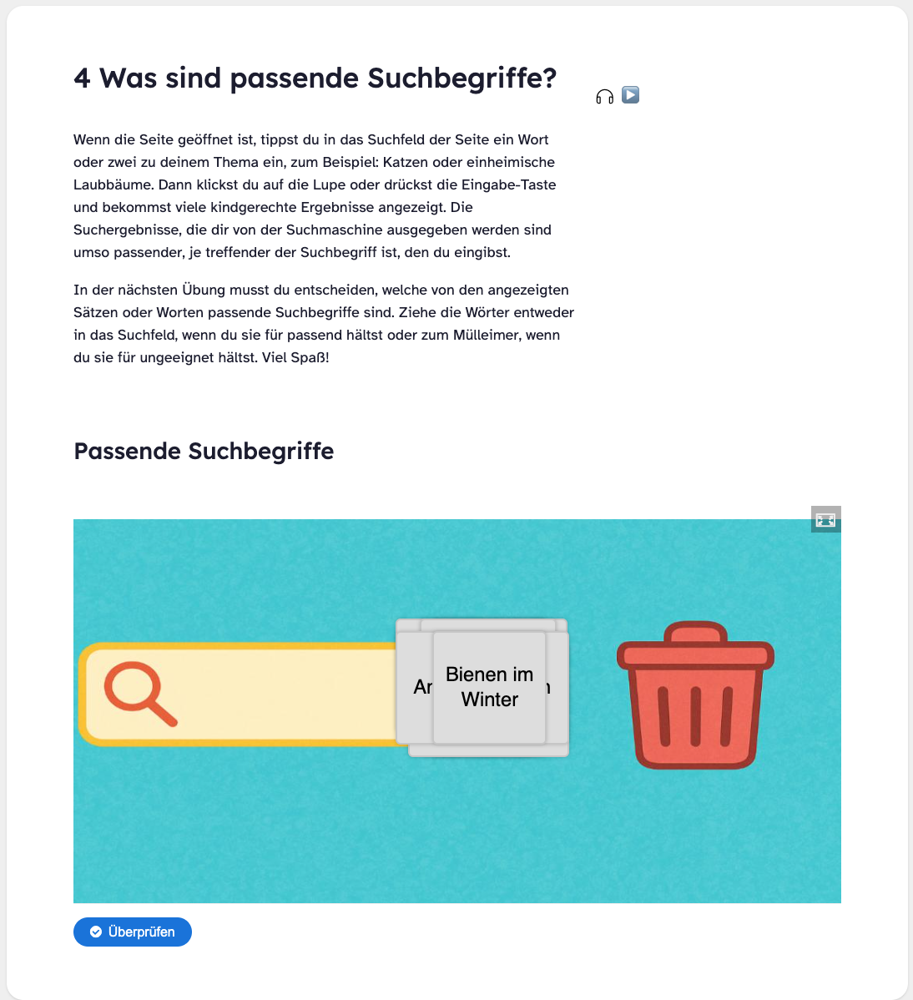 4 Was sind passende Suchbegriffe?
Wenn die Seite geöffnet ist, tippst du in das Suchfeld der Seite ein Wort
oder zwei zu deinem Thema ein, zum Beispiel: Katzen oder einheimische
Laubbäume. Dann klickst du auf die Lupe oder drückst die Eingabe-Taste
und bekommst viele kindgerechte Ergebnisse angezeigt. Die
Suchergebnisse, die dir von der Suchmaschine ausgegeben werden sind
umso passender, je treffender der Suchbegriff ist, den du eingibst.
In der nächsten Übung musst du entscheiden, welche von den angezeigten
Sätzen oder Worten passende Suchbegriffe sind. Ziehe die Wörter entweder
in das Suchfeld, wenn du sie für passend hältst oder zum Mülleimer, wenn
du sie für ungeeignet hältst. Viel Spaß!
Passende Suchbegriffe
Bienen im
Winter
Überprüfen